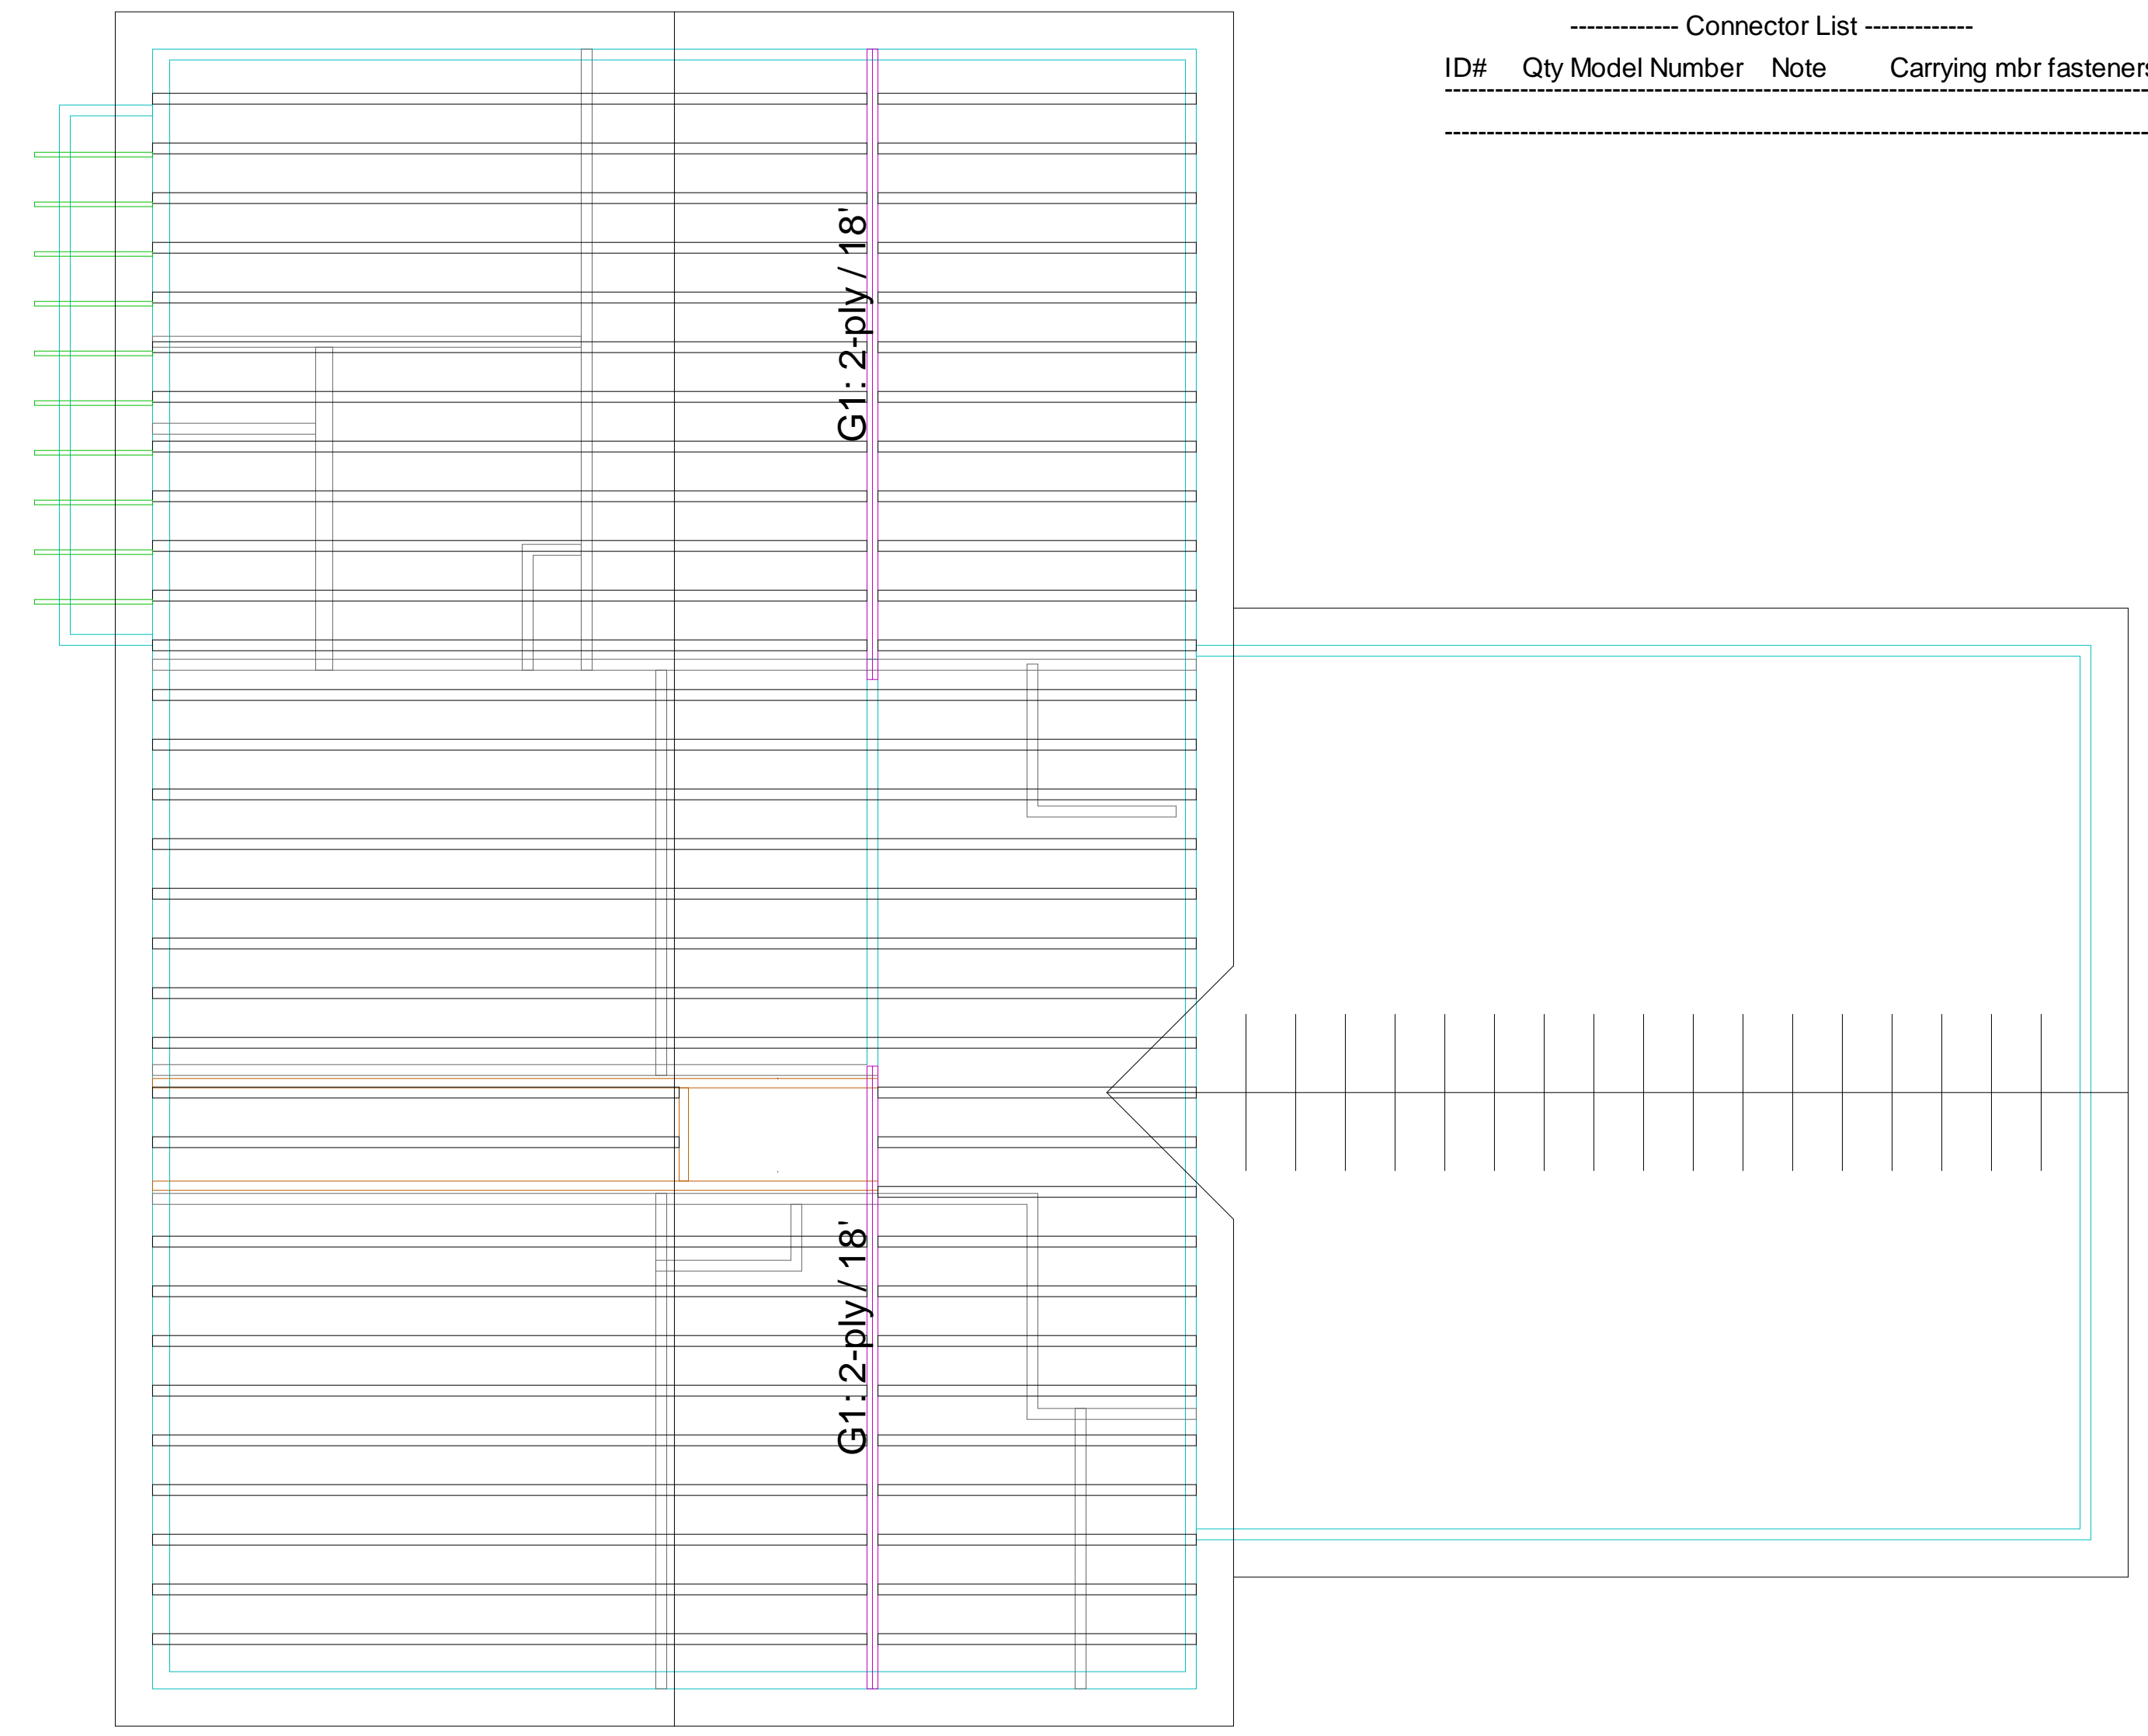 ------------- Connector List -------------
ID# Qty Model Number Note Carrying mbr fasteners
G1: 2-ply / 18'
G1: 2-ply / 18'